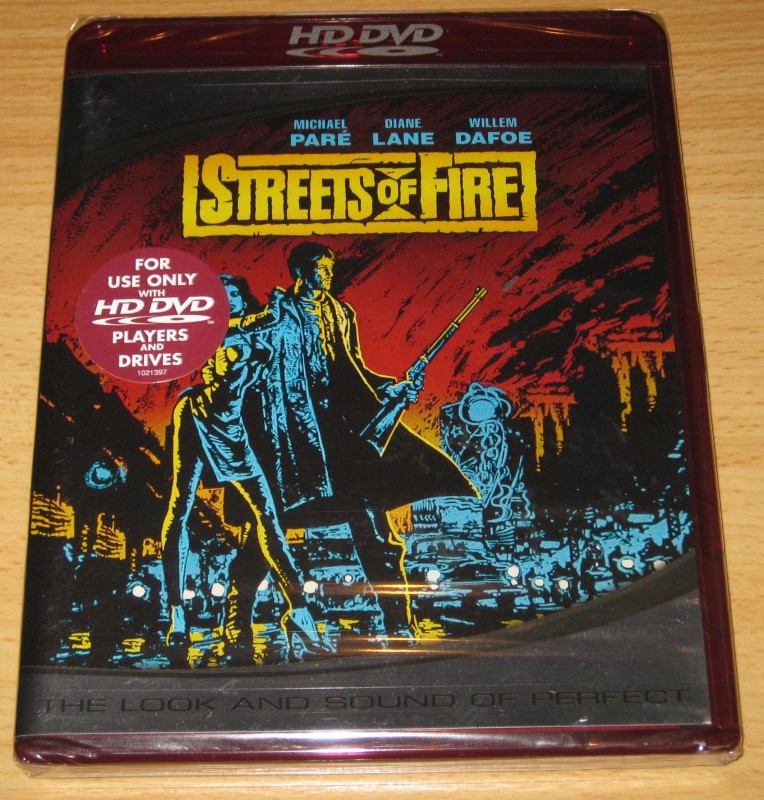 HD DVD
MICHAEL DIANE WILLEM
PARÉ LANE DAFOE
STREETS OF FIRE
FOR
USE ONLY
WITH
HD DVD
PLAYERS
AND
DRIVES
1021397
THE LOOK AND SOUND OF PERFECT